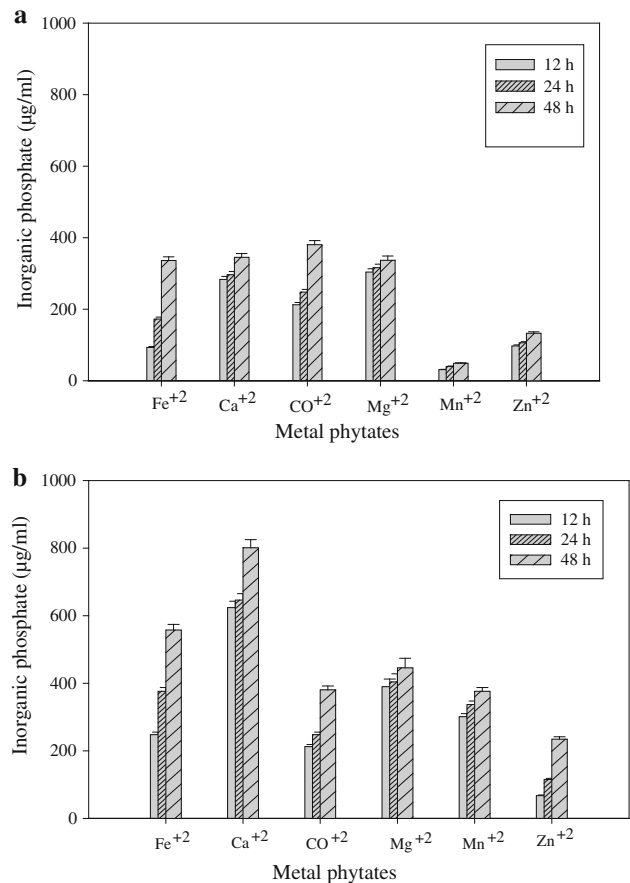 a
1000
800
600
400
200
0
Inorganic phosphate (µg/ml)
12 h
24 h
48 h
Fe+2 Ca+2 CO+2 Mg+2 Mn+2 Zn+2
Metal phytates
b
1000
800
600
400
200
0
Inorganic phosphate (µg/ml)
12 h
24 h
48 h
Fe+2 Ca+2 CO+2 Mg+2 Mn+2 Zn+2
Metal phytates